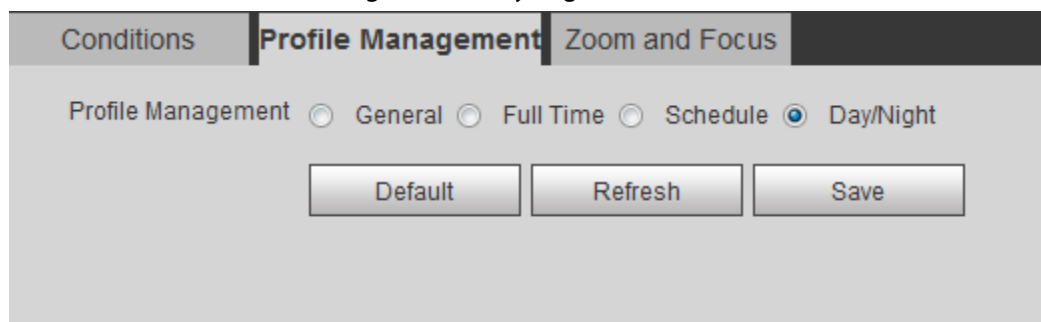 Conditions Profile Management Zoom and Focus
Profile Management General Full Time Schedule Day/Night
Default Refresh Save